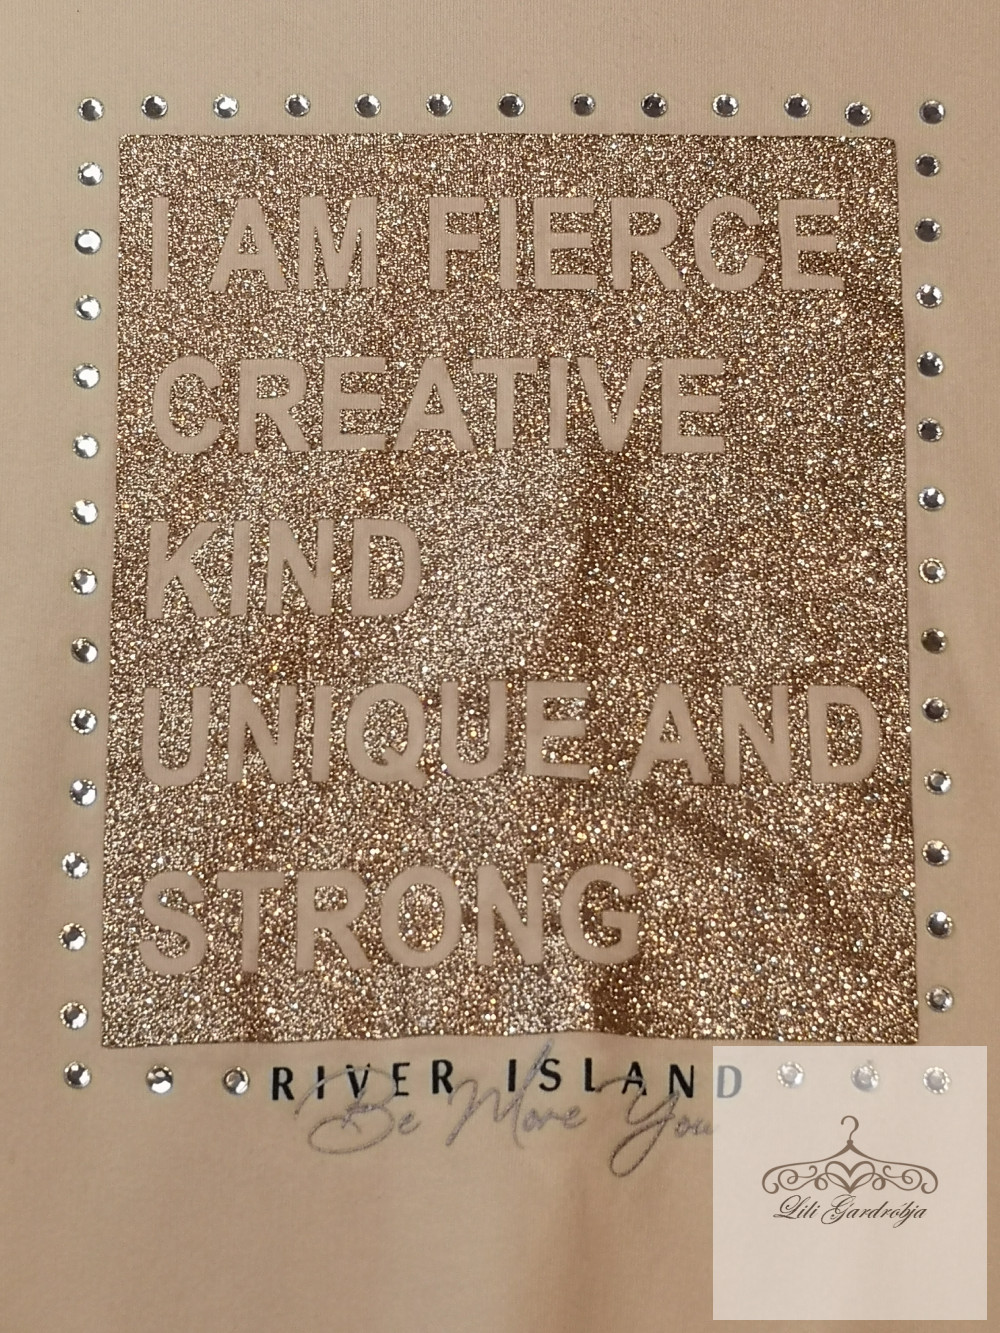 I AM FIERCE
CREATIVE
KIND
UNIQUE AND
STRONG
RIVER ISLAND
Be More You
Lili Gardróbja